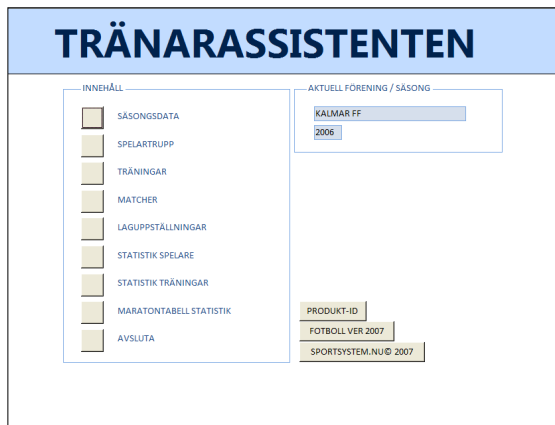 TRÄNARASSISTENTEN
INNEHÅLL
SÄSONGSDATA
SPELARTRUPP
TRÄNINGAR
MATCHER
LAGUPPSTÄLLNINGAR
STATISTIK SPELARE
STATISTIK TRÄNINGAR
MARATONTABELL STATISTIK
AVSLUTA
AKTUELL FÖRENING / SÄSONG
KALMAR FF
2006
PRODUKT-ID
FOTBOLL VER 2007
SPORTSYSTEM.NU© 2007